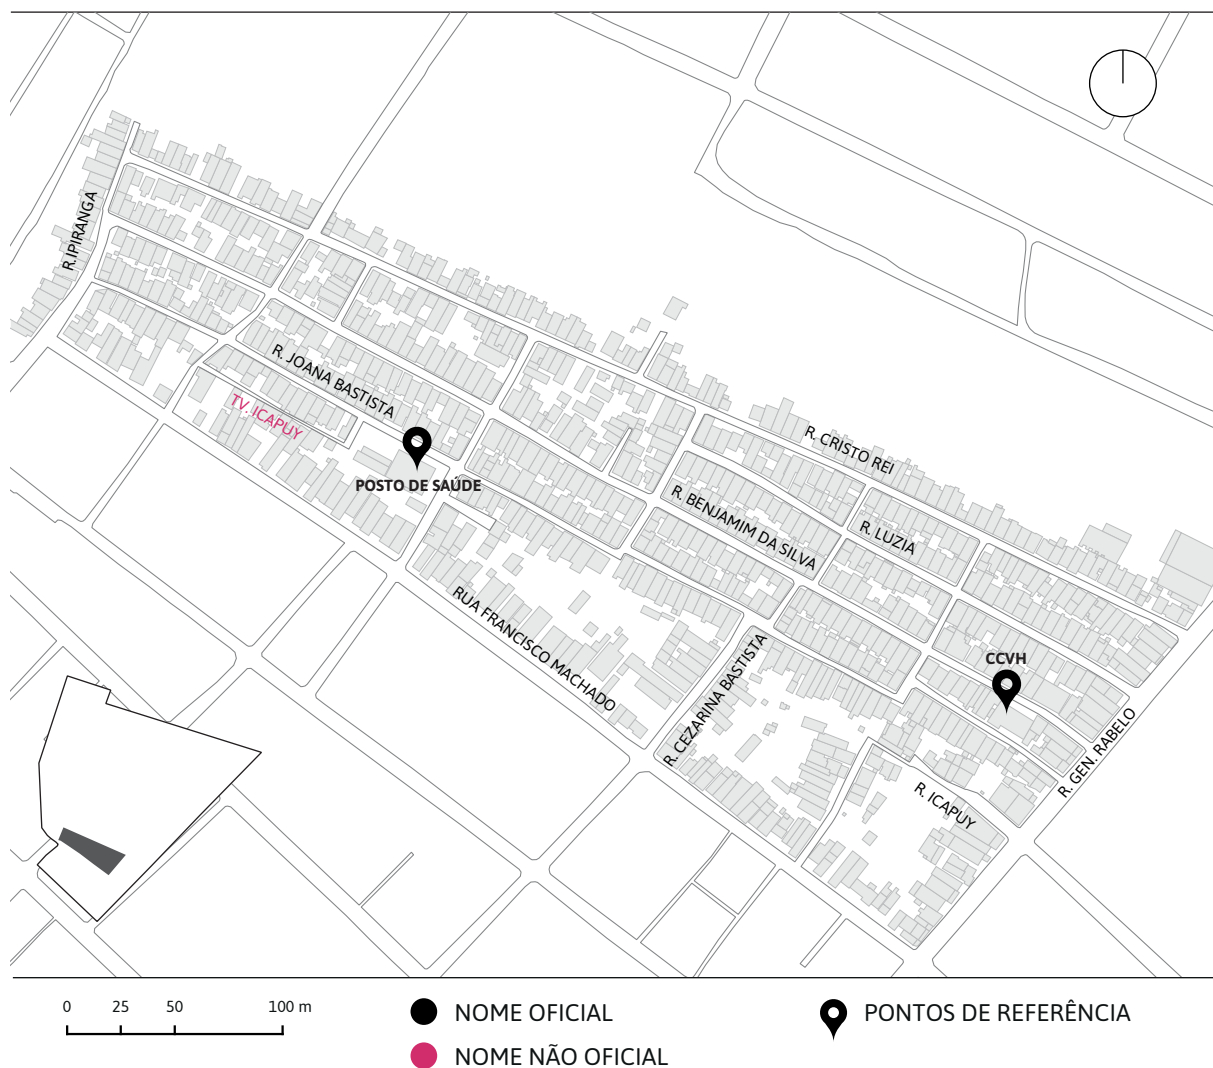 R.IPIRANGA
R. JOANA BASTISTA
TV. ICAPUY
POSTO DE SAÚDE
R. CRISTO REI
R. BENJAMIM DA SILVA
R. LUZIA
RUA FRANCISCO MACHADO
R. CEZARINA BASTISTA
CCVH
R. GEN. RABELO
R. ICAPUY
0 25 50 100 m
NOME OFICIAL
NOME NÃO OFICIAL
PONTOS DE REFERÊNCIA